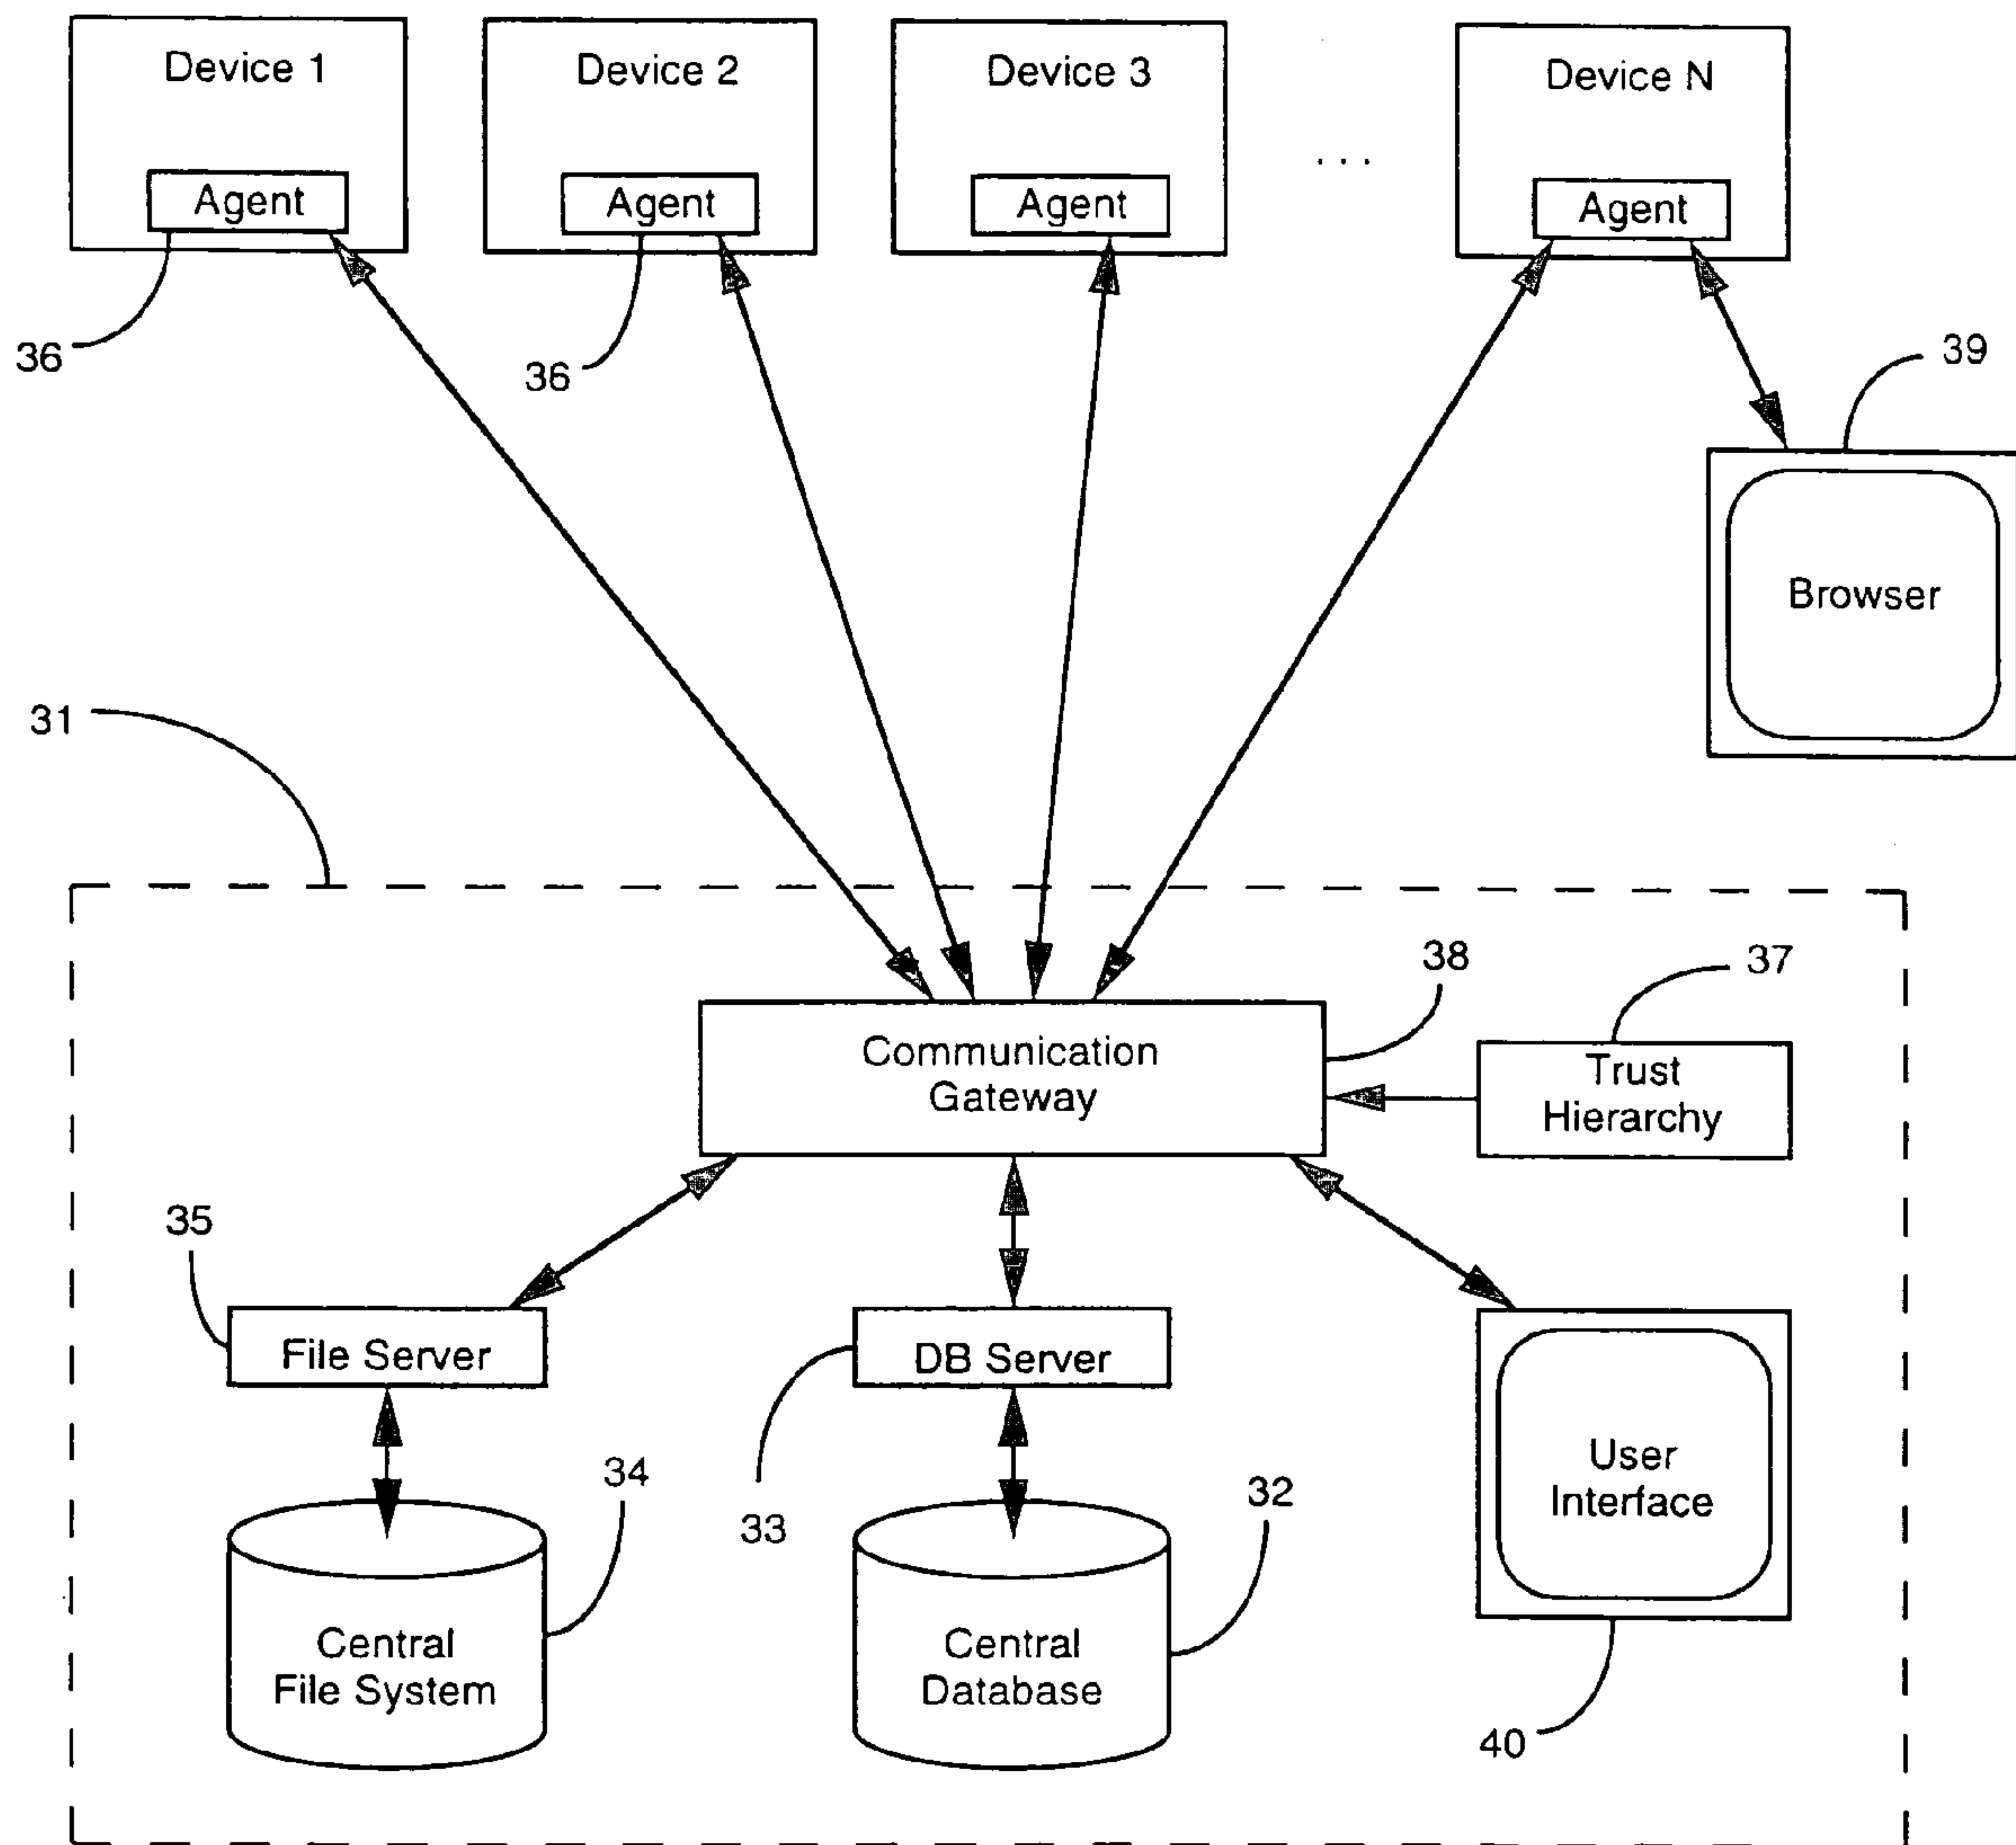 Device 1
Device 2
Device 3
Device N
. . .
Agent
Agent
Agent
Agent
36
36
39
Browser
31
38
37
Communication
Gateway
Trust
Hierarchy
35
File Server
DB Server
34
33
32
User
Interface
Central
File System
Central
Database
40